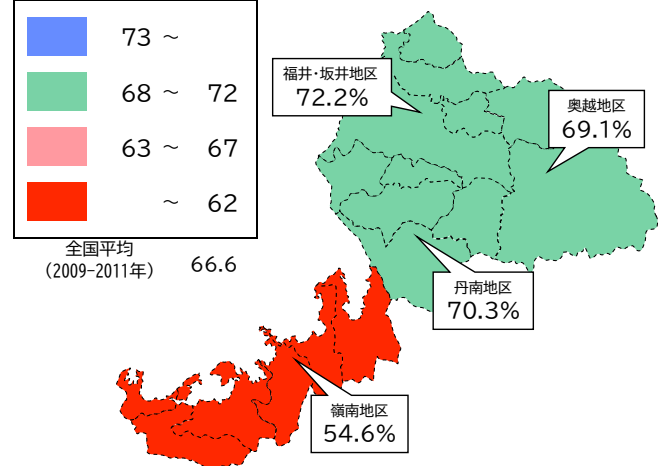 73 ～
68 ～ 72
63 ～ 67
～ 62
全国平均
(2009-2011年) 66.6
福井・坂井地区
72.2%
奥越地区
69.1%
丹南地区
70.3%
嶺南地区
54.6%